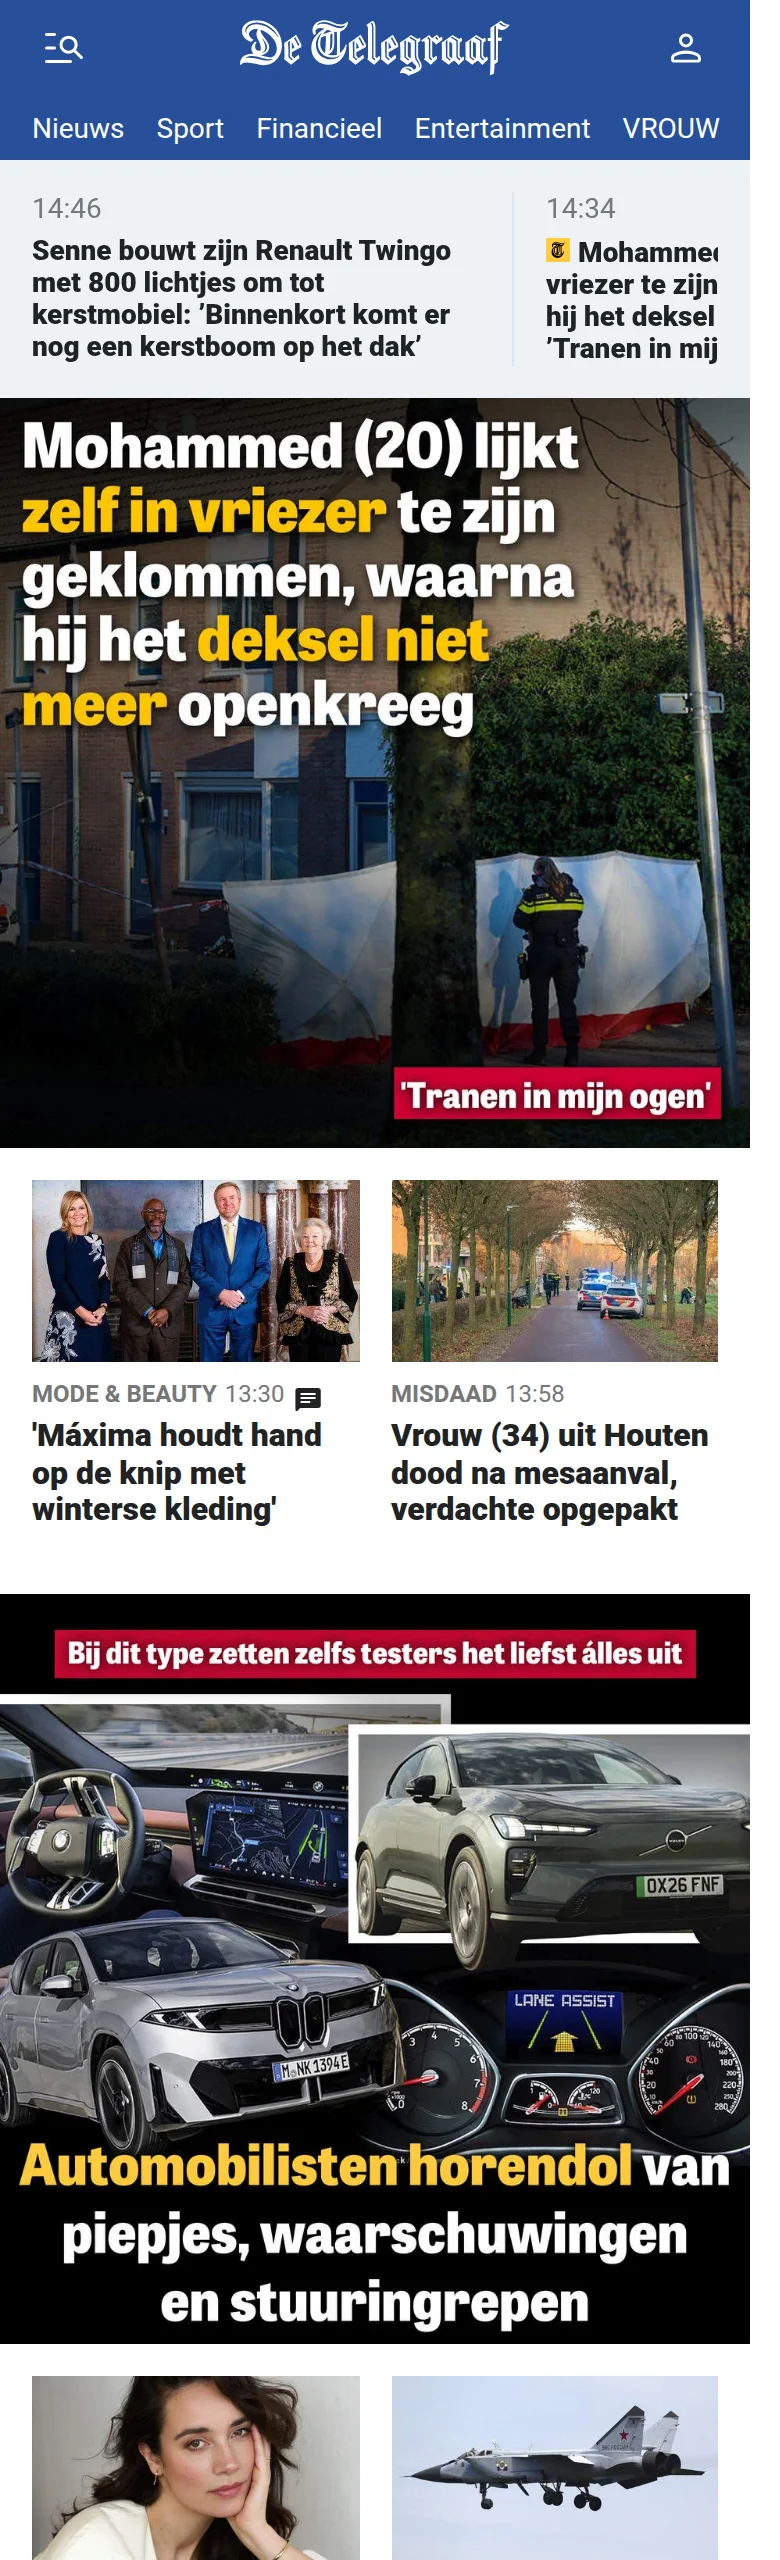 De Telegraaf
Nieuws Sport Financieel Entertainment VROUW
14:46
Senne bouwt zijn Renault Twingo
met 800 lichtjes om tot
kerstmobiel: ’Binnenkort komt er
nog een kerstboom op het dak’
14:34
vriezer te zijn
hij het deksel
’Tranen in mij
Mohammed (20) lijkt
zelf in vriezer te zijn
geklommen, waarna
hij het deksel niet
meer openkreeg
'Tranen in mijn ogen'
MODE & BEAUTY 13:30
'Máxima houdt hand
op de knip met
winterse kleding'
MISDAAD 13:58
Vrouw (34) uit Houten
dood na mesaanval,
verdachte opgepakt
Bij dit type zetten zelfs testers het liefst álles uit
OX26 FNF
LANE ASSIST
M NK 1394E
Automobilisten horendol van
piepjes, waarschuwingen
en stuuringrepen